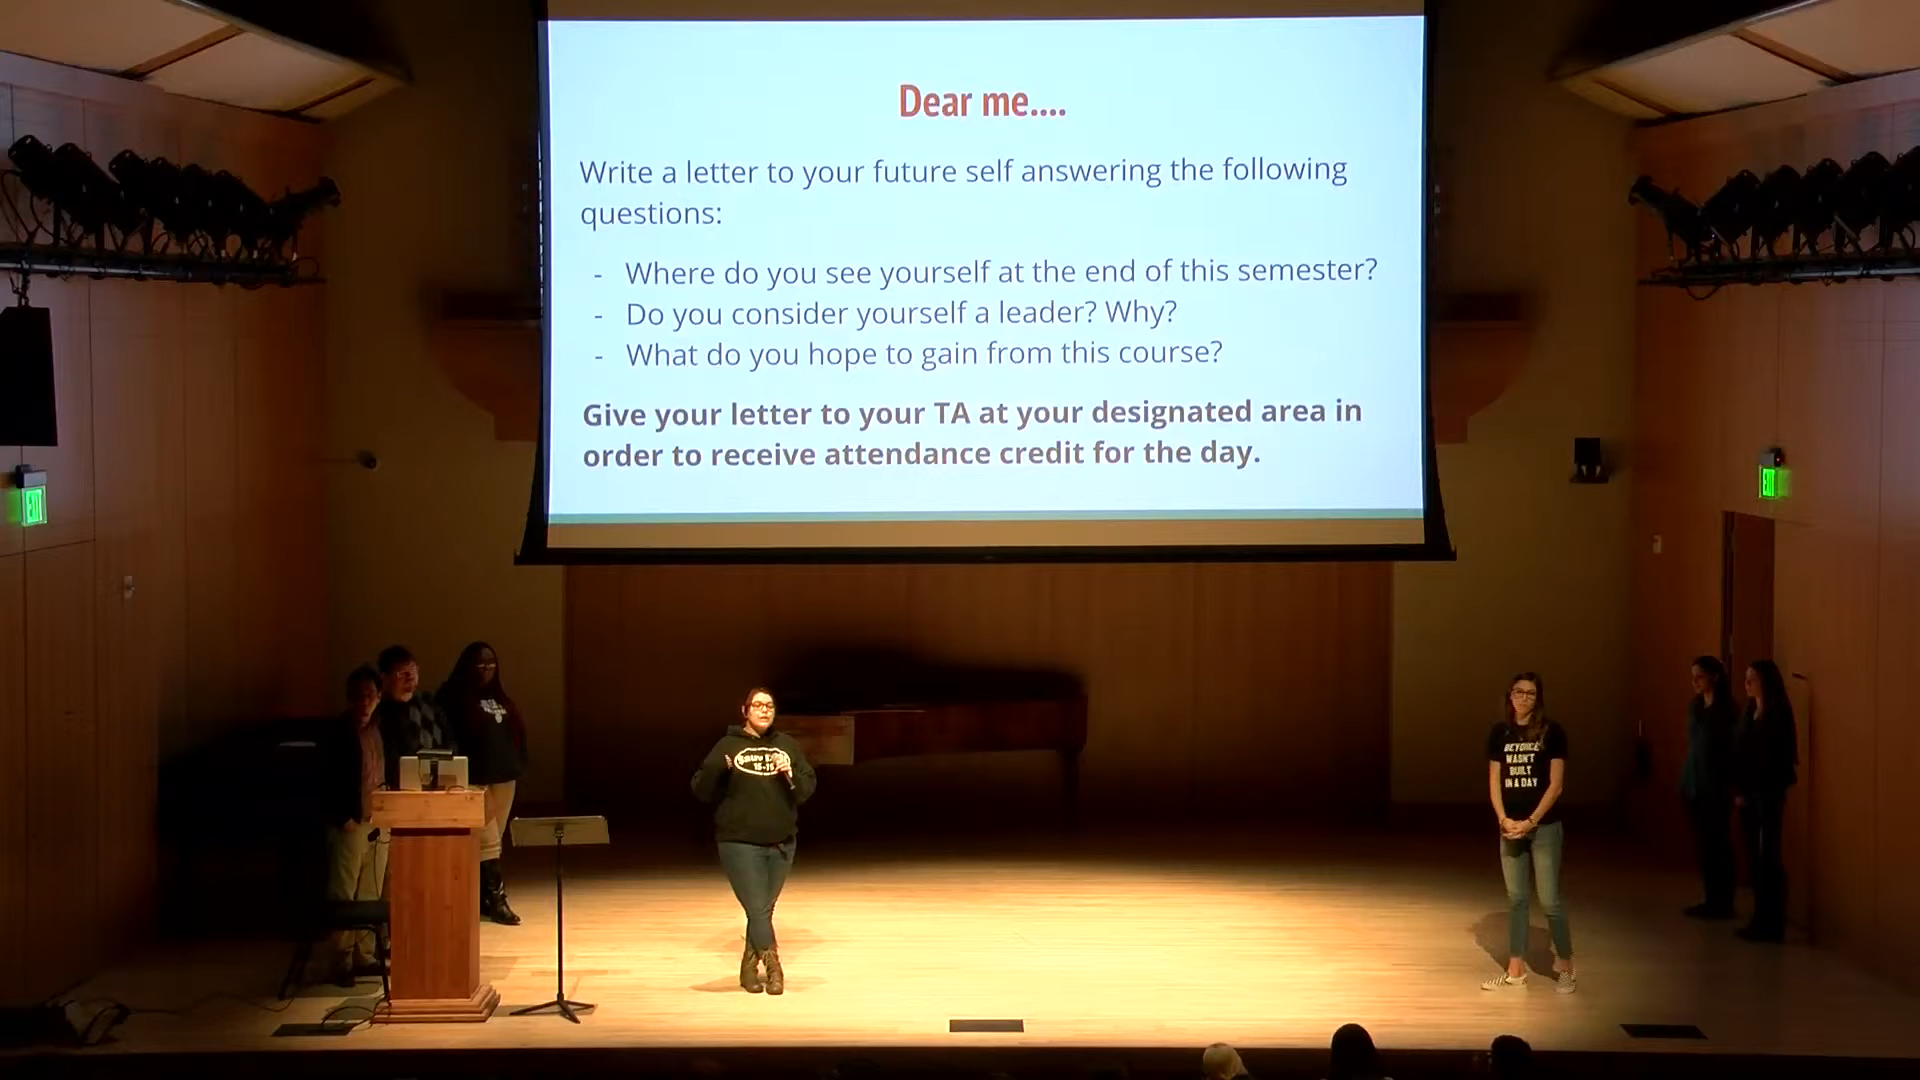 Dear me....
Write a letter to your future self answering the following
questions:
- Where do you see yourself at the end of this semester?
- Do you consider yourself a leader? Why?
- What do you hope to gain from this course?
Give your letter to your TA at your designated area in
order to receive attendance credit for the day.
EXIT
EXIT
BEYONCÉ
WASN'T
BUILT
IN A DAY